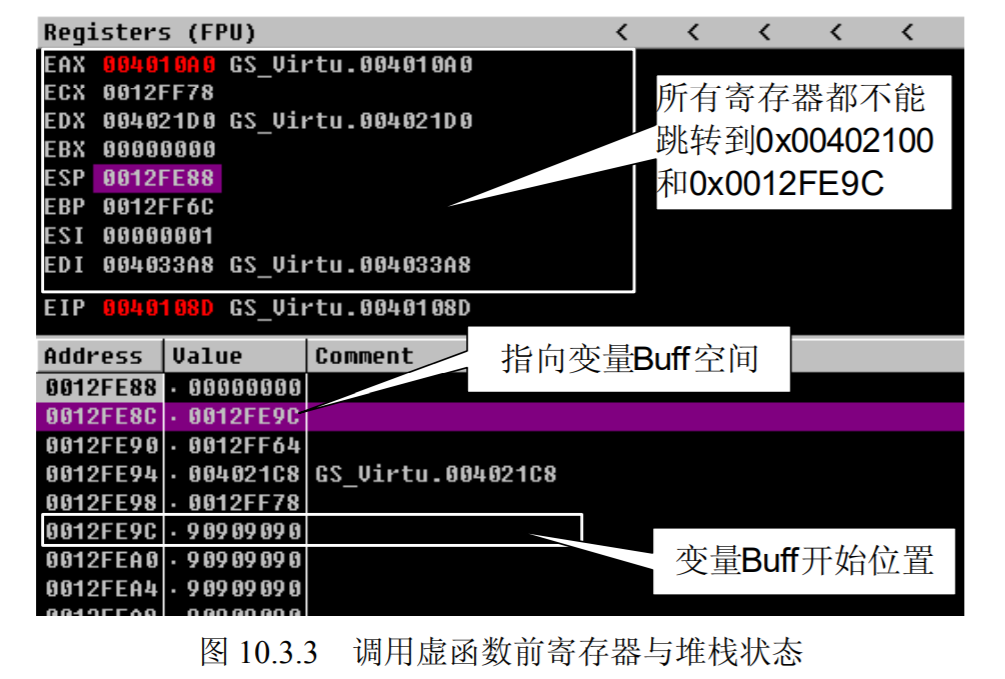 Registers (FPU) < < < < <
EAX 004010A0 GS_Virtu.004010A0
ECX 0012FF78
EDX 004021D0 GS_Virtu.004021D0
EBX 00000000
ESP 0012FE88
EBP 0012FF6C
ESI 00000001
EDI 004033A8 GS_Virtu.004033A8
EIP 0040108D GS_Virtu.0040108D
所有寄存器都不能
跳转到0x00402100
和0x0012FE9C
Address Value Comment
指向变量Buff空间
0012FE88 · 00000000
0012FE8C · 0012FE9C
0012FE90 · 0012FF64
0012FE94 · 004021C8 GS_Virtu.004021C8
0012FE98 · 0012FF78
0012FE9C · 90909090
0012FEA0 · 90909090
变量Buff开始位置
0012FEA4 · 90909090
图 10.3.3 调用虚函数前寄存器与堆栈状态